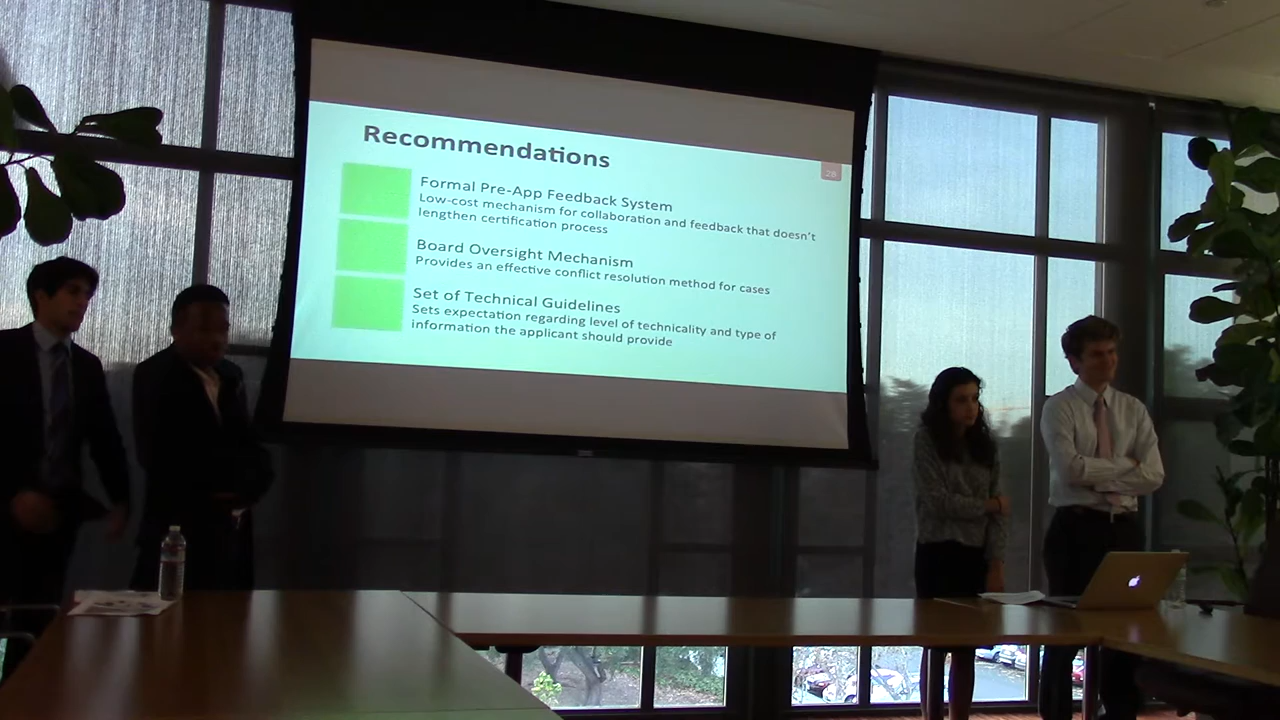 Recommendations
28
Formal Pre-App Feedback System
Low-cost mechanism for collaboration and feedback that doesn't
lengthen certification process
Board Oversight Mechanism
Provides an effective conflict resolution method for cases
Set of Technical Guidelines
Sets expectation regarding level of technicality and type of
information the applicant should provide